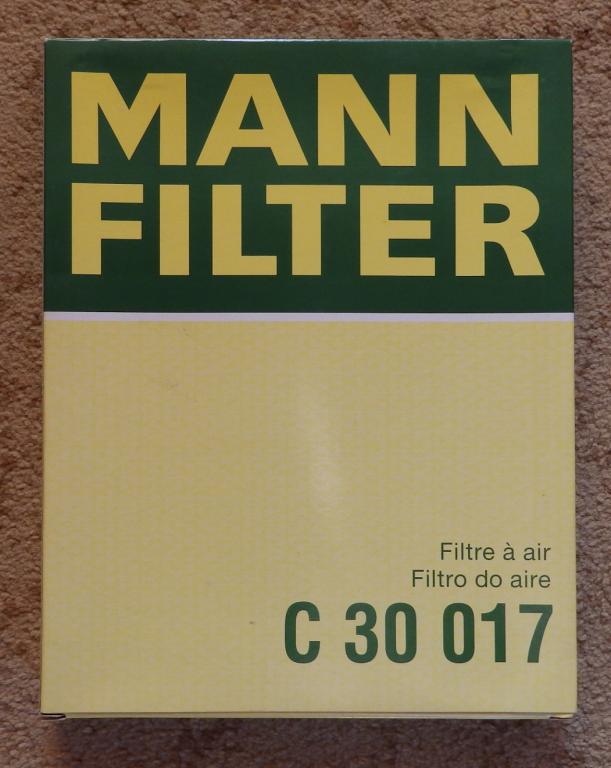 MANN
FILTER
Filtre à air
Filtro do aire
C 30 017